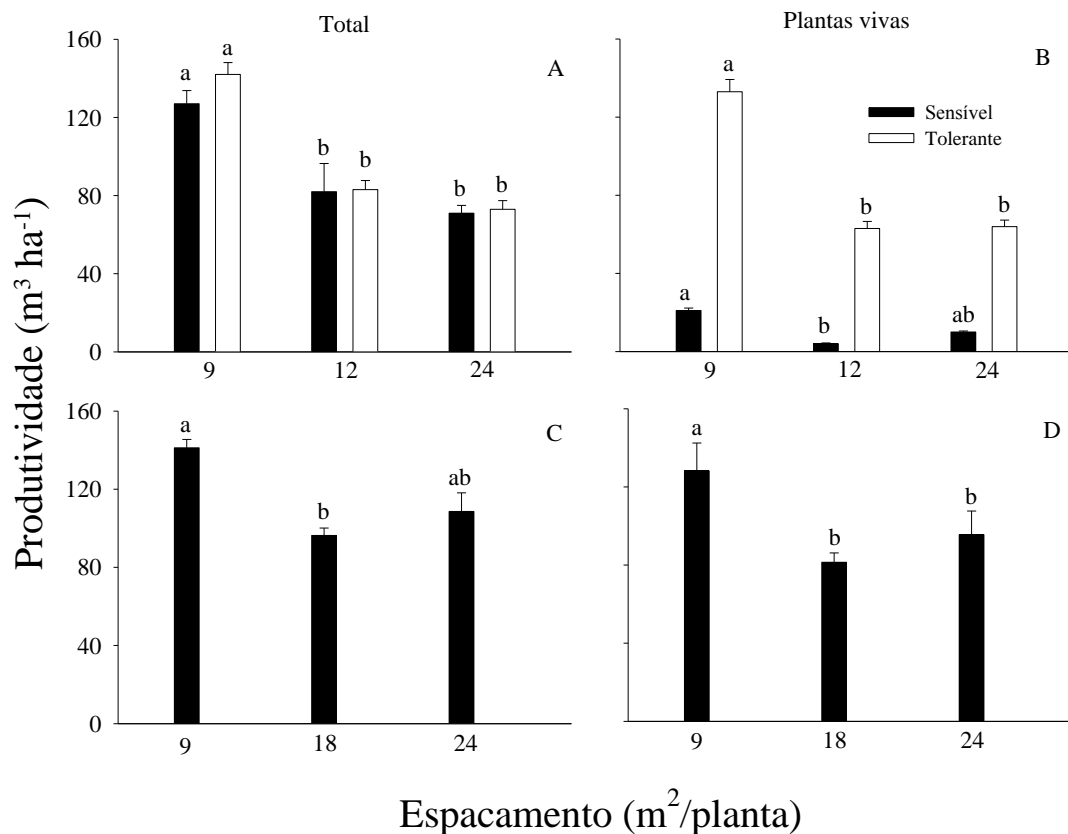 Total
Plantas vivas
A
B
160
120
80
40
0
a
a
b
b
b
b
9
12
24
a
a
b
b
ab
b
Sensível
Tolerante
9
12
24
Produtividade (m³ ha⁻¹)
C
D
160
120
80
40
0
a
b
ab
9
18
24
a
b
b
9
18
24
Espacamento (m²/planta)